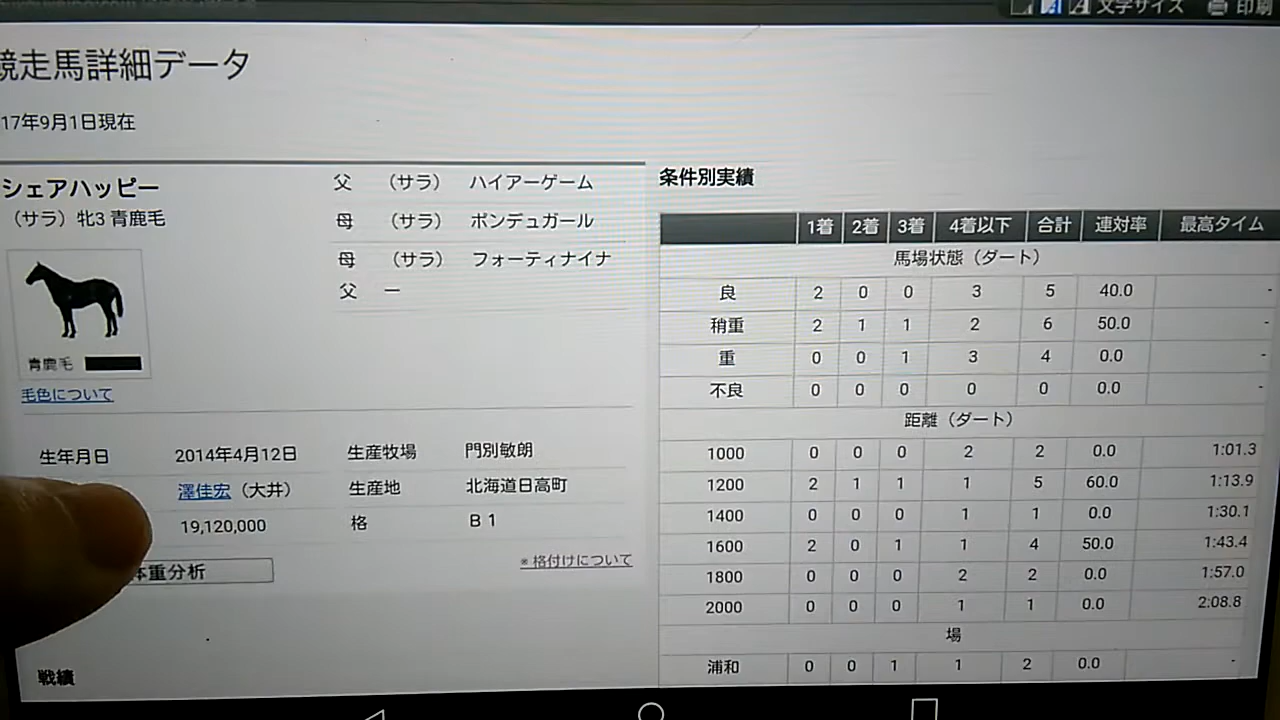 文字サイズ 印刷
競走馬詳細データ
17年9月1日現在
シェアハッピー
（サラ）牝3 青鹿毛
青鹿毛
毛色について
父 （サラ） ハイアーゲーム
母 （サラ） ボンデュガール
母 （サラ） フォーティナイナ
父 ー
生年月日 2014年4月12日 生産牧場 門別敏朗
澤佳宏（大井） 生産地 北海道日高町
19,120,000 格 B 1
体重分析
※格付けについて
戦績
条件別実績
1着 2着 3着 4着以下 合計 連対率 最高タイム
馬場状態（ダート）
良 2 0 0 3 5 40.0 -
稍重 2 1 1 2 6 50.0 -
重 0 0 1 3 4 0.0 -
不良 0 0 0 0 0 0.0 -
距離（ダート）
1000 0 0 0 2 2 0.0 1:01.3
1200 2 1 1 1 5 60.0 1:13.9
1400 0 0 0 1 1 0.0 1:30.1
1600 2 0 1 1 4 50.0 1:43.4
1800 0 0 0 2 2 0.0 1:57.0
2000 0 0 0 1 1 0.0 2:08.8
場
浦和 0 0 1 1 2 0.0 -